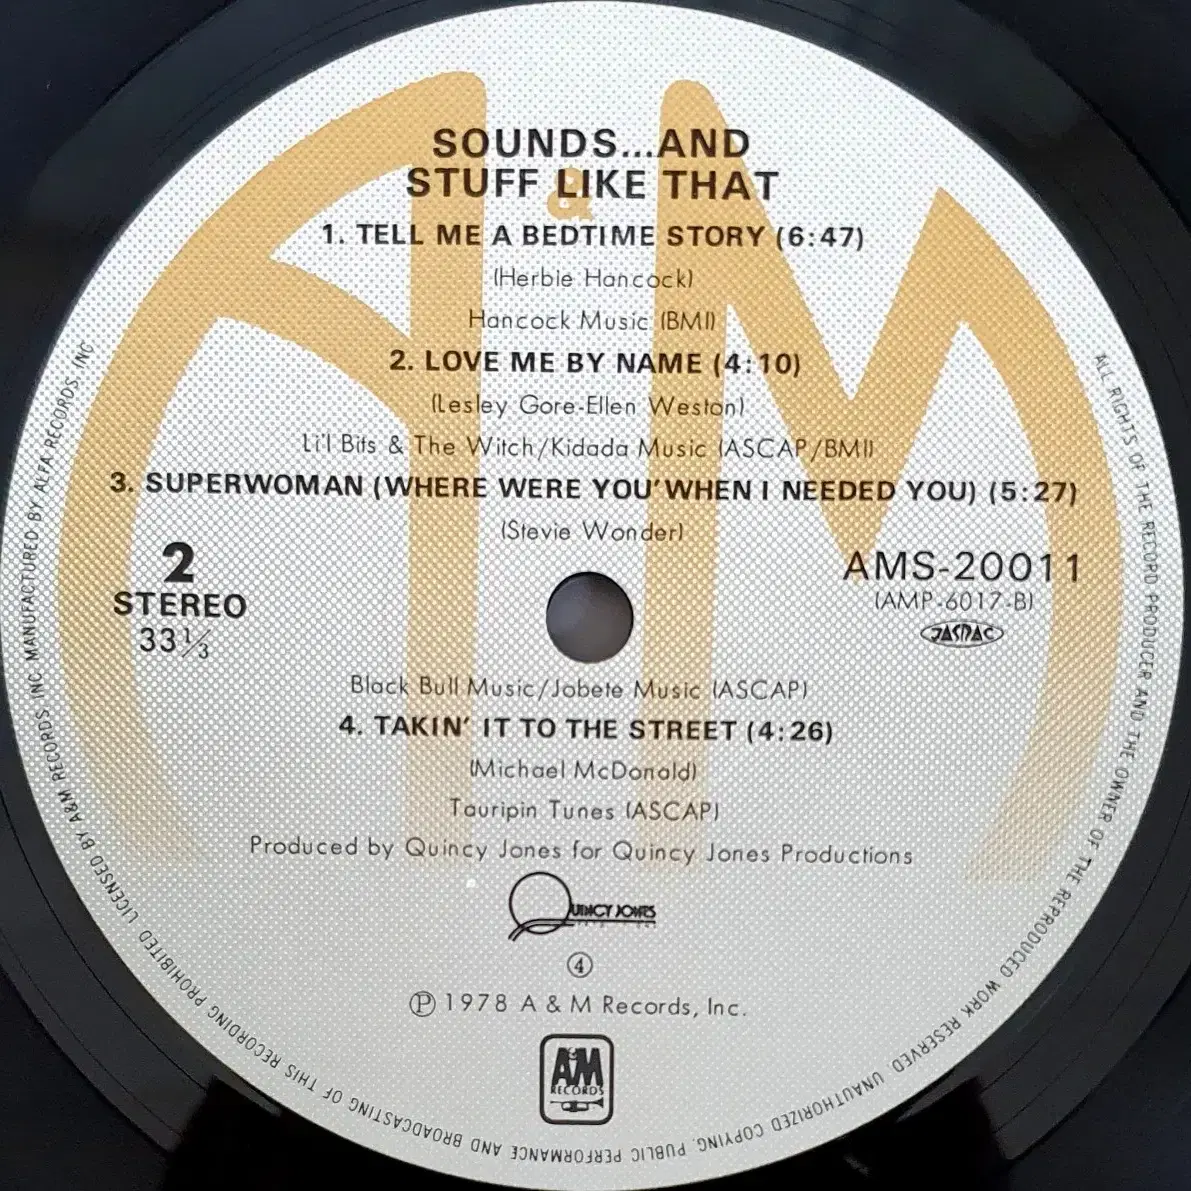 SOUNDS...AND
STUFF LIKE THAT
&
1. TELL ME A BEDTIME STORY (6:47)
(Herbie Hancock)
Hancock Music (BMI)
2. LOVE ME BY NAME (4:10)
(Lesley Gore-Ellen Weston)
Li'l Bits & The Witch/Kidada Music (ASCAP/BMI)
3. SUPERWOMAN (WHERE WERE YOU'WHEN I NEEDED YOU) (5:27)
(Stevie Wonder)
2
STEREO
33 1/3
AMS-20011
(AMP-6017-B)
JASRAC
Black Bull Music/Jobete Music (ASCAP)
4. TAKIN' IT TO THE STREET (4:26)
(Michael McDonald)
Tauripin Tunes (ASCAP)
Produced by Quincy Jones for Quincy Jones Productions
QUINCY JONES
④
Ⓟ 1978 A & M Records, Inc.
A&M
RECORDS
ALL RIGHTS OF THE RECORD PRODUCER AND THE OWNER OF THE REPRODUCED WORK RESERVED. UNAUTHORIZED COPYING. PUBLIC PERFORMANCE AND BROADCASTING OF THIS RECORDING PROHIBITED. LICENSED BY A&M RECORDS INC. MANUFACTURED BY ALFA RECORDS, INC